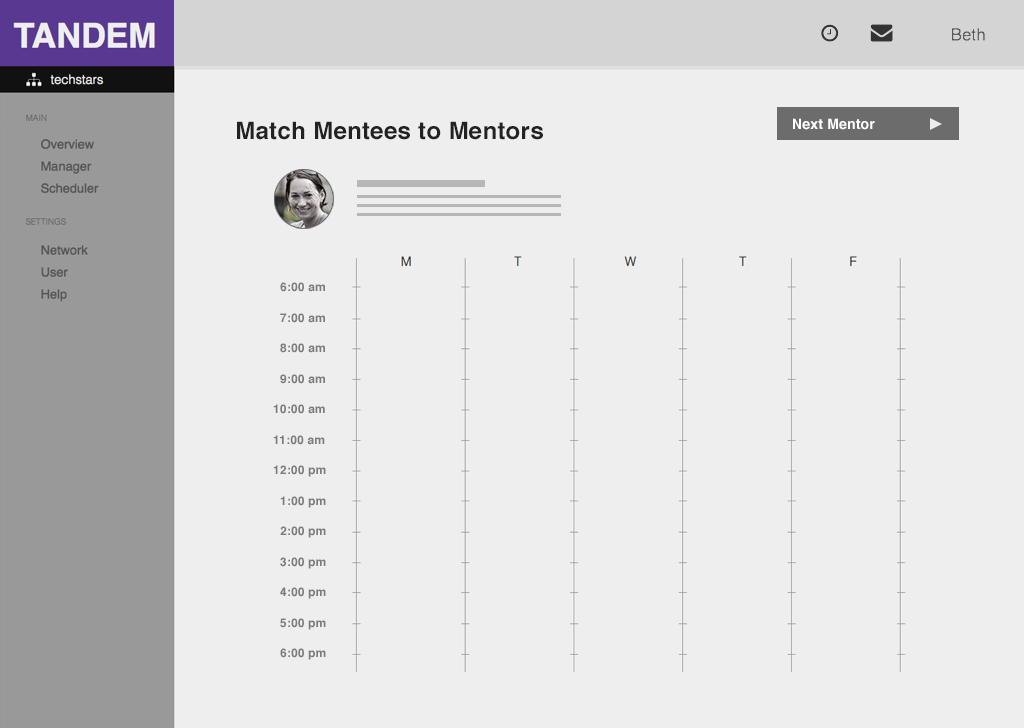 TANDEM
Beth
techstars
MAIN
Overview
Manager
Scheduler
SETTINGS
Network
User
Help
Match Mentees to Mentors
Next Mentor
M T W T F
6:00 am
7:00 am
8:00 am
9:00 am
10:00 am
11:00 am
12:00 pm
1:00 pm
2:00 pm
3:00 pm
4:00 pm
5:00 pm
6:00 pm